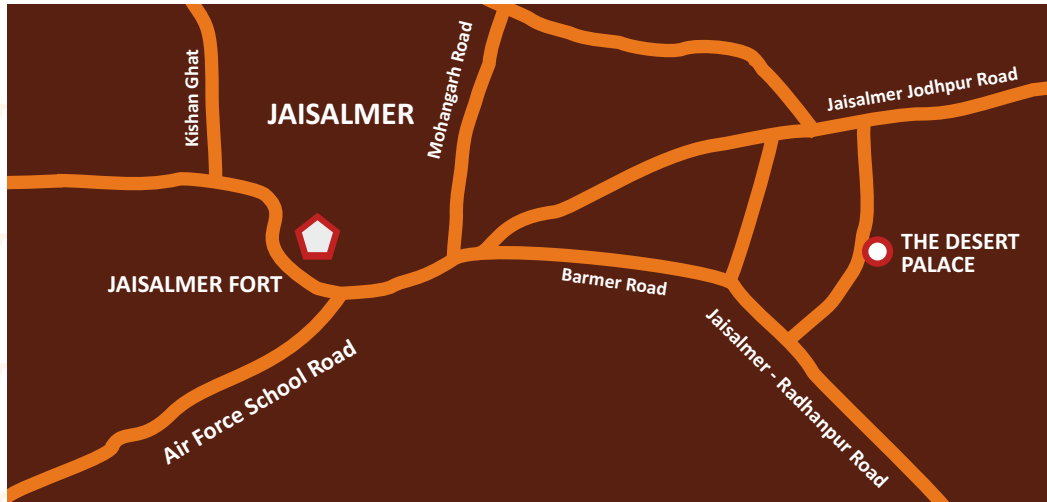 Kishan Ghat
JAISALMER
Mohangarh Road
Jaisalmer Jodhpur Road
THE DESERT
PALACE
JAISALMER FORT
Barmer Road
Air Force School Road
Jaisalmer - Radhanpur Road